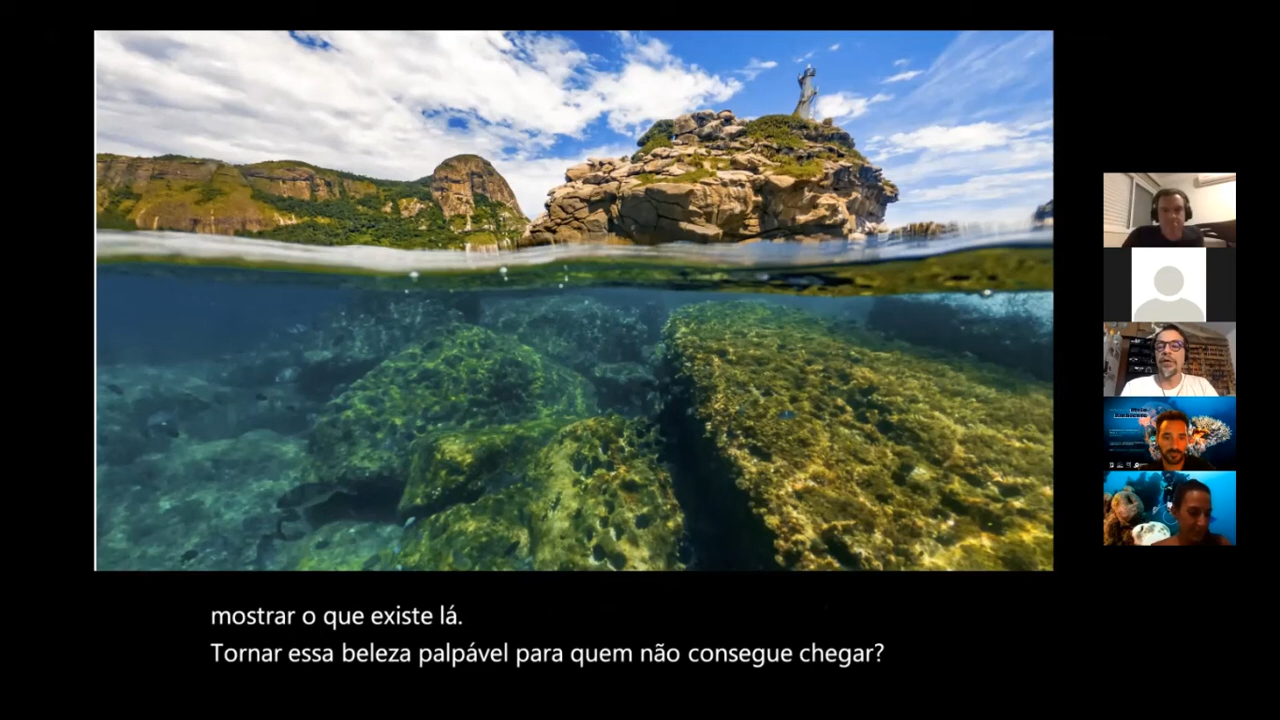 mostrar o que existe lá.
Tornar essa beleza palpável para quem não consegue chegar?